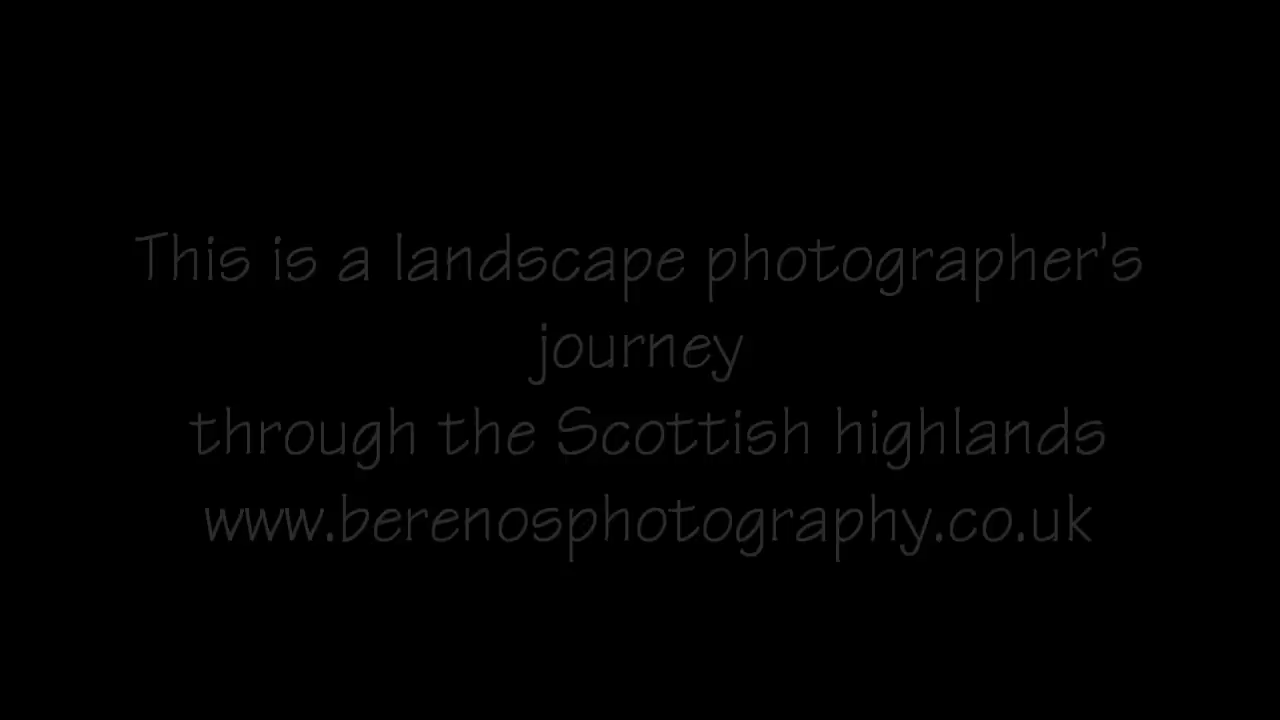 This is a landscape photographer's
journey
through the Scottish highlands
www.berenosphotography.co.uk